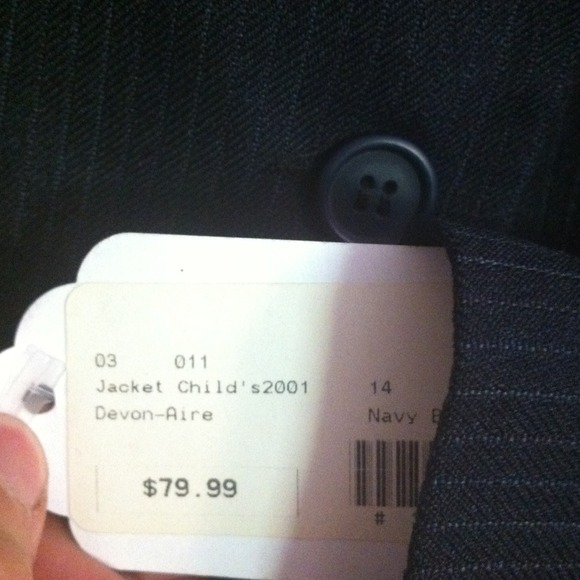 03 011
Jacket Child's2001 14
Devon-Aire Navy
$79.99
#